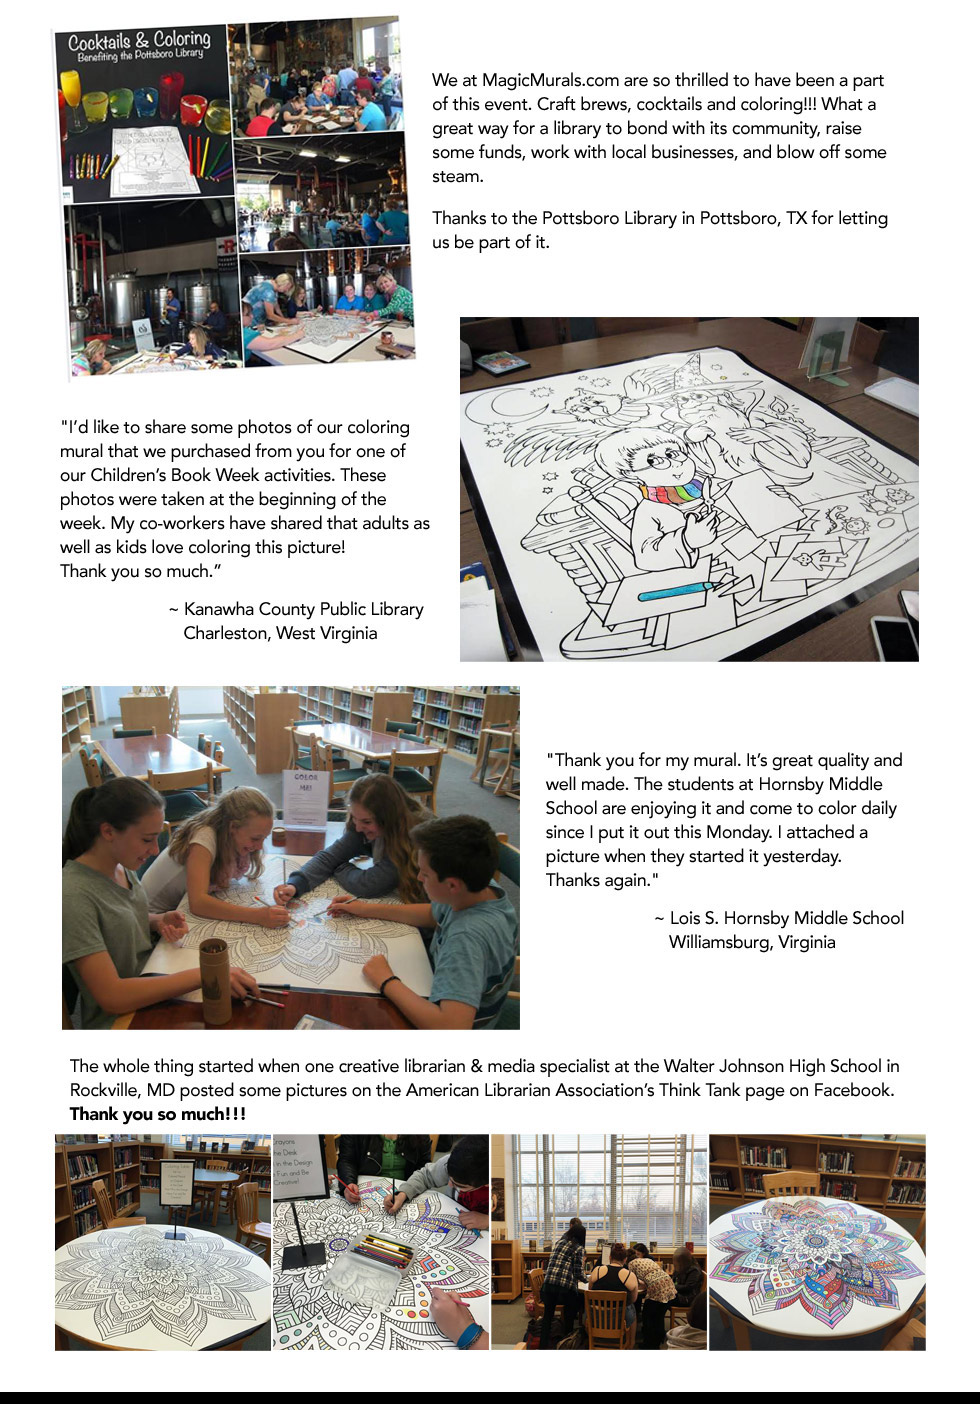 Cocktails & Coloring
Benefiting the Pottsboro Library
We at MagicMurals.com are so thrilled to have been a part
of this event. Craft brews, cocktails and coloring!!! What a
great way for a library to bond with its community, raise
some funds, work with local businesses, and blow off some
steam.
Thanks to the Pottsboro Library in Pottsboro, TX for letting
us be part of it.
"I’d like to share some photos of our coloring
mural that we purchased from you for one of
our Children’s Book Week activities. These
photos were taken at the beginning of the
week. My co-workers have shared that adults as
well as kids love coloring this picture!
Thank you so much.”
~ Kanawha County Public Library
Charleston, West Virginia
COLOR
"Thank you for my mural. It’s great quality and
well made. The students at Hornsby Middle
School are enjoying it and come to color daily
since I put it out this Monday. I attached a
picture when they started it yesterday.
Thanks again."
~ Lois S. Hornsby Middle School
Williamsburg, Virginia
The whole thing started when one creative librarian & media specialist at the Walter Johnson High School in
Rockville, MD posted some pictures on the American Librarian Association’s Think Tank page on Facebook.
Thank you so much!!!
in the Design
Fun and Be
Creative!